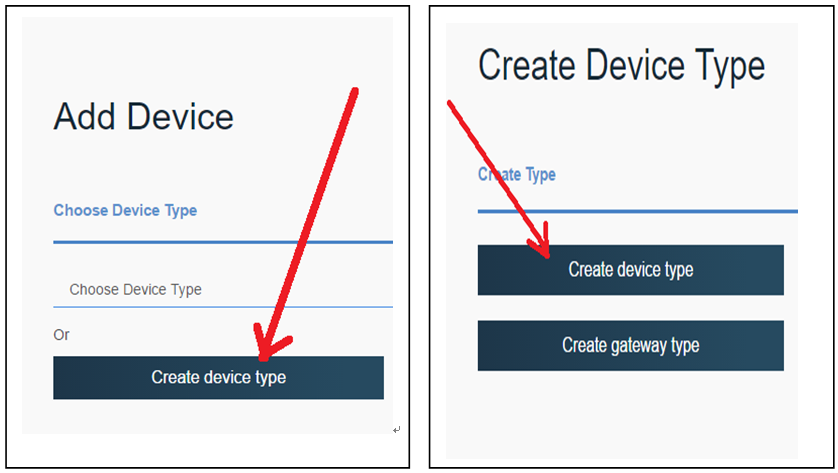 Add Device
Choose Device Type
Choose Device Type
Or
Create device type
Create Device Type
Create Type
Create device type
Create gateway type